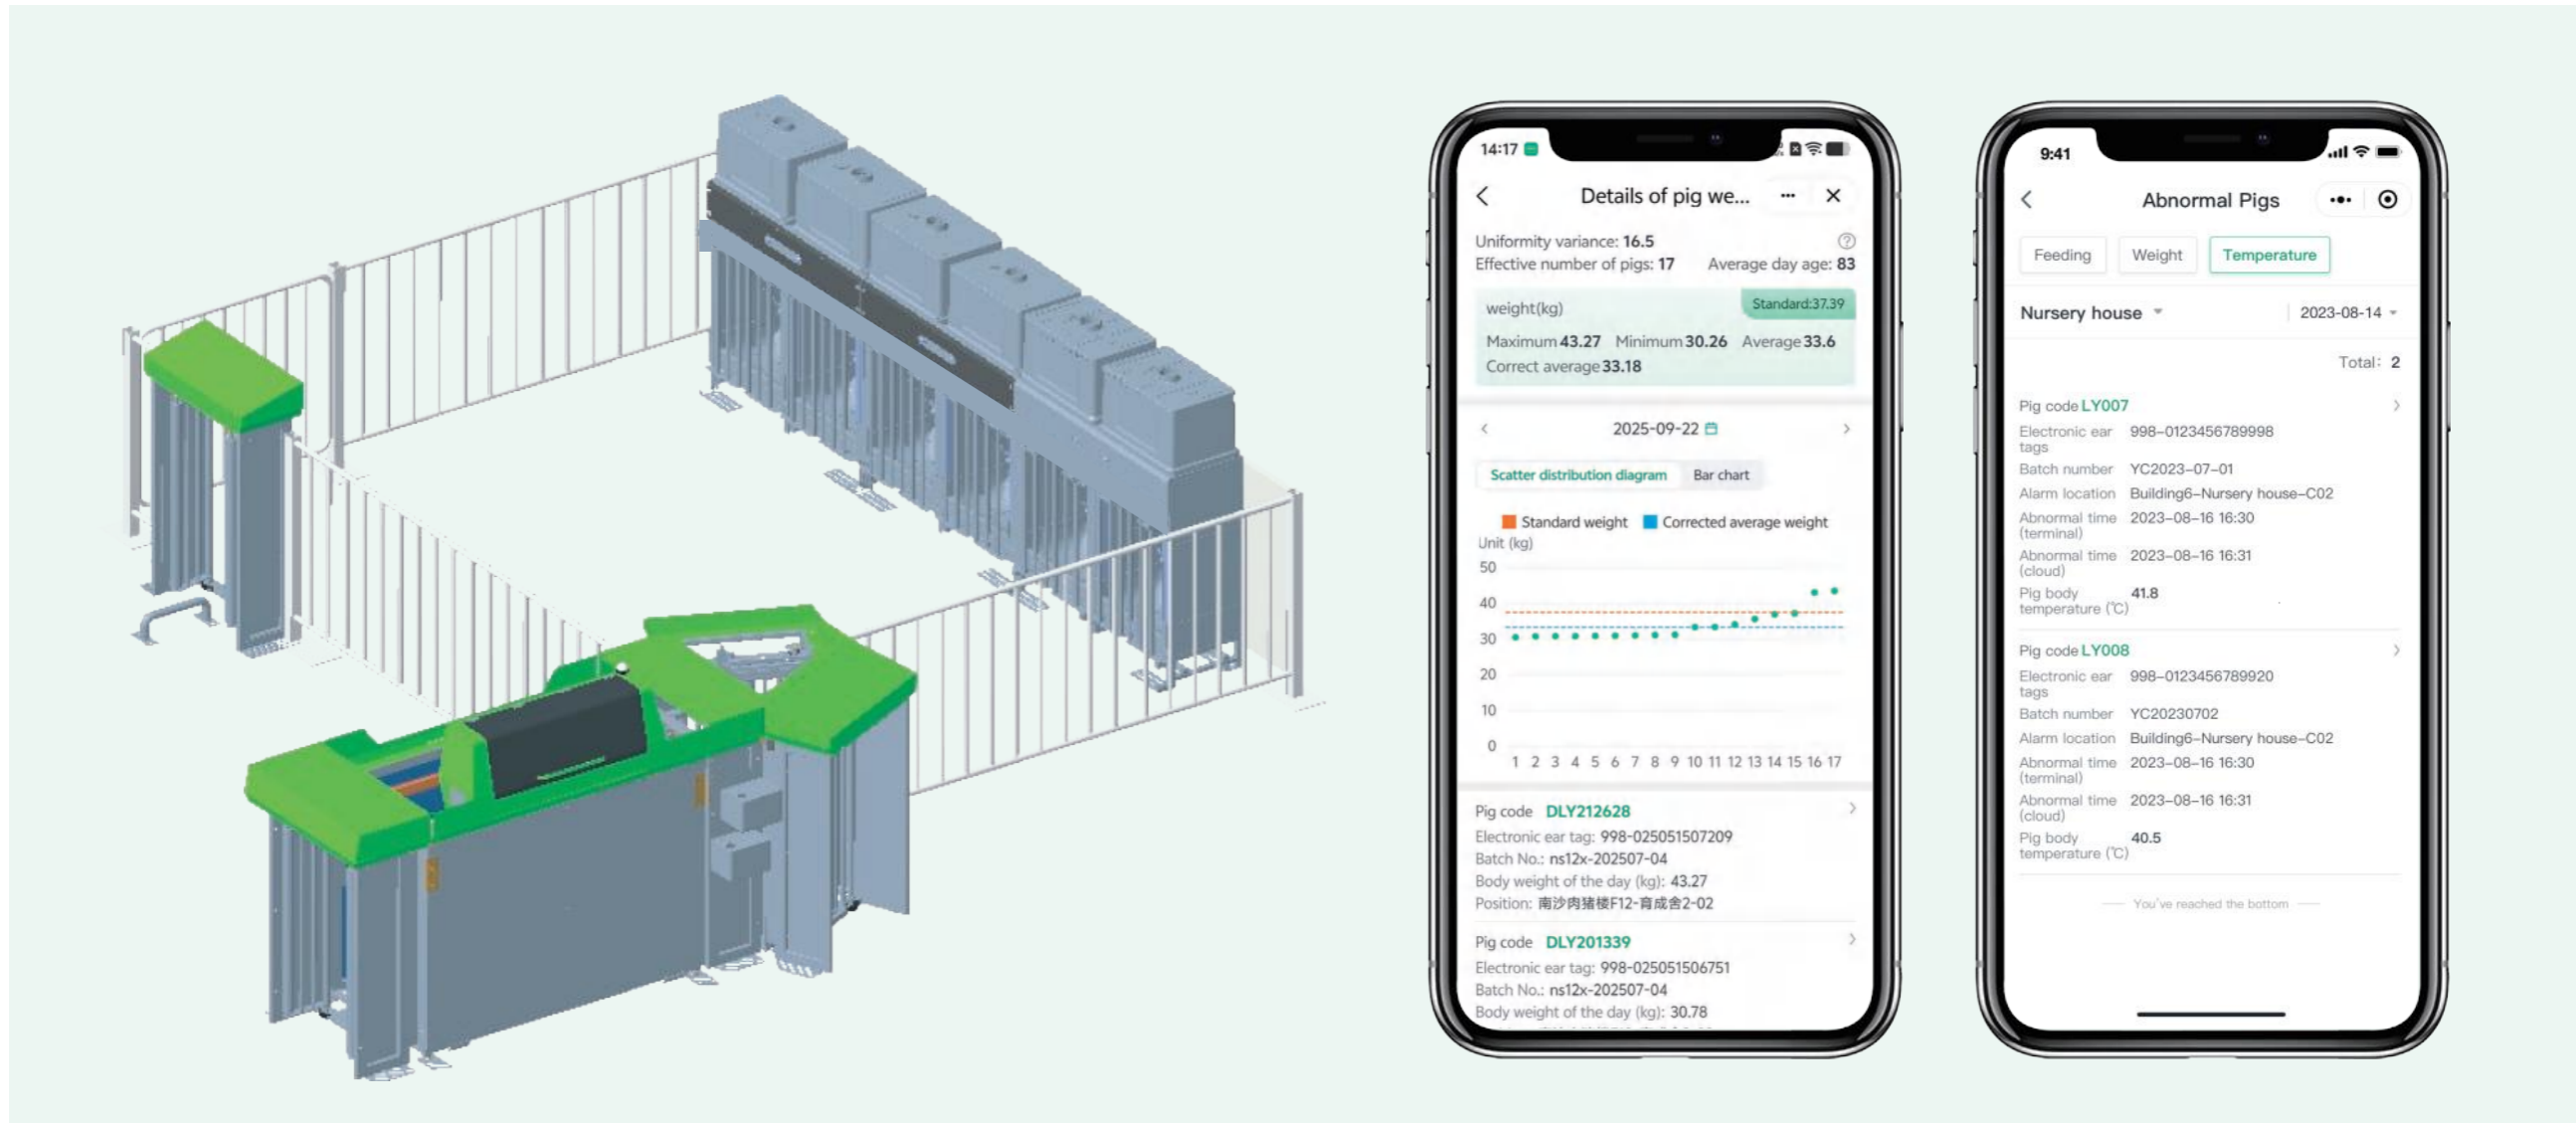 14:17
Details of pig we...
Uniformity variance: 16.5
Effective number of pigs: 17 Average day age: 83
weight(kg) Standard:37.39
Maximum 43.27 Minimum 30.26 Average 33.6
Correct average 33.18
2025-09-22
Scatter distribution diagram Bar chart
Standard weight Corrected average weight
Unit (kg)
50
40
30
20
10
0
1 2 3 4 5 6 7 8 9 10 11 12 13 14 15 16 17
Pig code DLY212628
Electronic ear tag: 998-025051507209
Batch No.: ns12x-202507-04
Body weight of the day (kg): 43.27
Position: 南沙肉猪楼F12-育成舍2-02
Pig code DLY201339
Electronic ear tag: 998-025051506751
Batch No.: ns12x-202507-04
Body weight of the day (kg): 30.78
9:41
Abnormal Pigs
Feeding Weight Temperature
Nursery house 2023-08-14
Total: 2
Pig code LY007
Electronic ear 998-0123456789998
tags
Batch number YC2023-07-01
Alarm location Building6-Nursery house-C02
Abnormal time 2023-08-16 16:30
(terminal)
Abnormal time 2023-08-16 16:31
(cloud)
Pig body 41.8
temperature (℃)
Pig code LY008
Electronic ear 998-0123456789920
tags
Batch number YC20230702
Alarm location Building6-Nursery house-C02
Abnormal time 2023-08-16 16:30
(terminal)
Abnormal time 2023-08-16 16:31
(cloud)
Pig body 40.5
temperature (℃)
You've reached the bottom